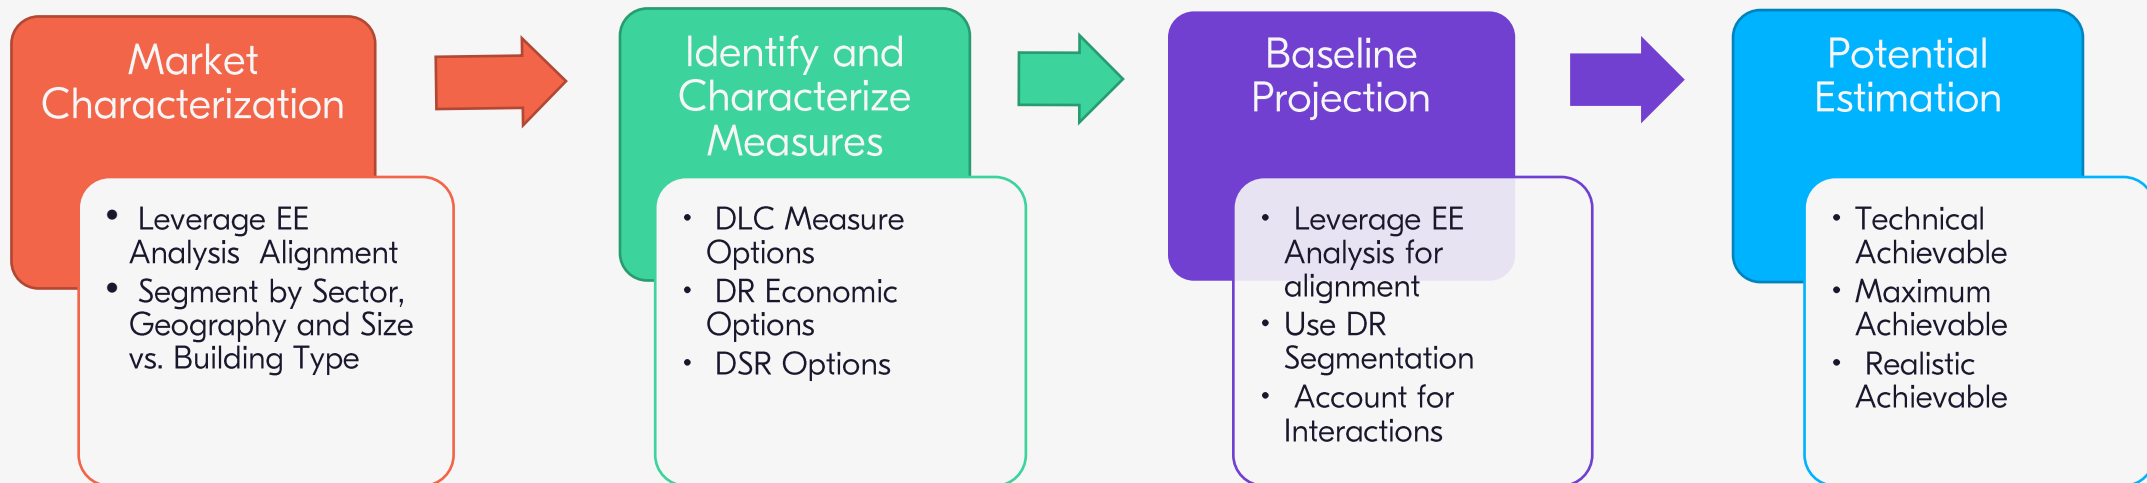 Market
Characterization
• Leverage EE
Analysis  Alignment
• Segment by Sector,
Geography and Size
vs. Building Type
Identify and
Characterize
Measures
• DLC Measure
Options
• DR Economic
Options
• DSR Options
Baseline
Projection
• Leverage EE
Analysis for
alignment
• Use DR
Segmentation
• Account for
Interactions
Potential
Estimation
• Technical
Achievable
• Maximum
Achievable
• Realistic
Achievable